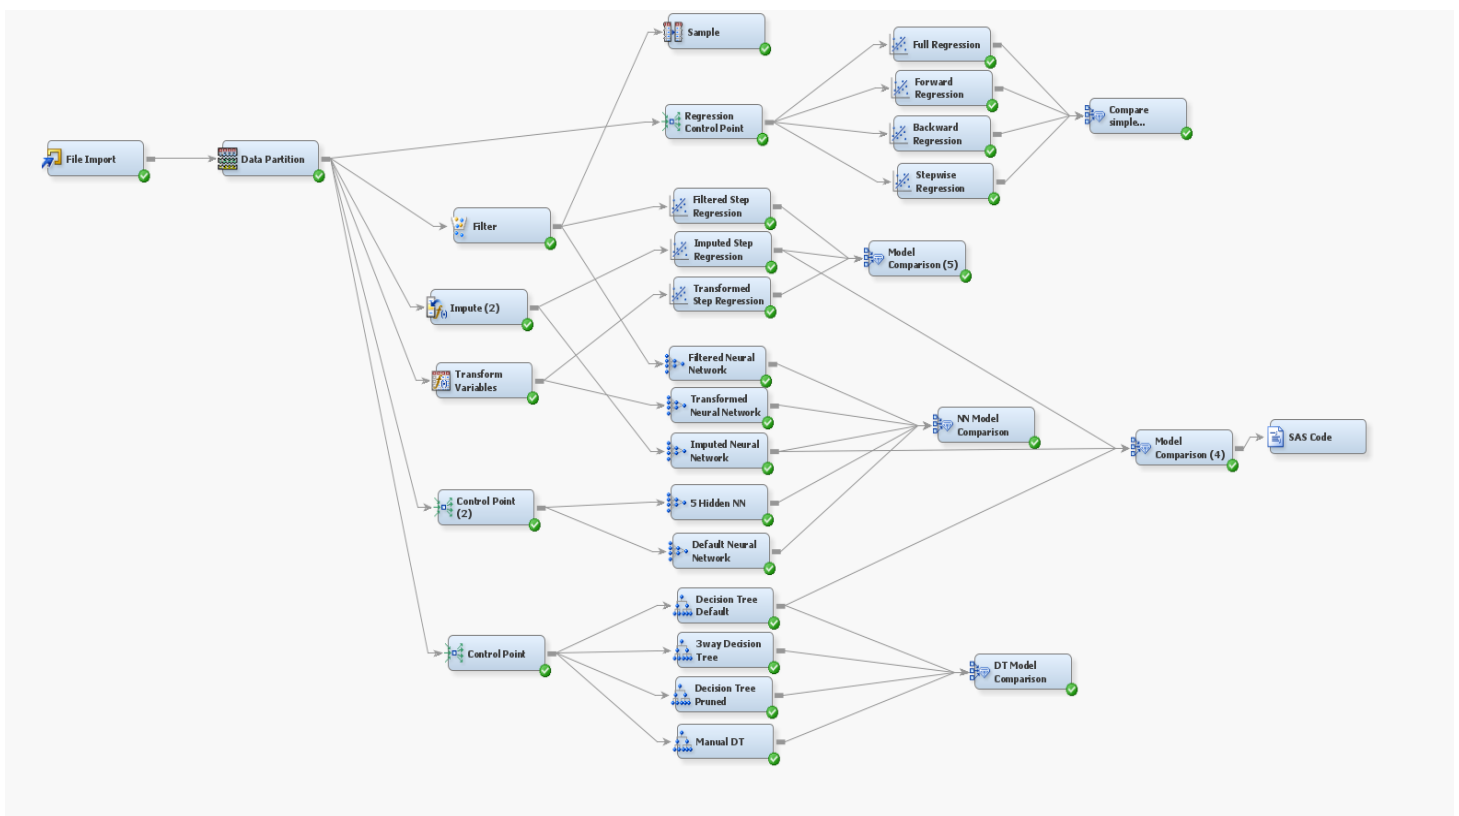 Sample
Full Regression
Forward
Regression
Regression
Control Point
Compare
simple...
Backward
Regression
File Import
Data Partition
Stepwise
Regression
Filtered Step
Regression
Filter
Imputed Step
Regression
Model
Comparison (5)
Transformed
Step Regression
Impute (2)
Filtered Neural
Network
Transform
Variables
Transformed
Neural Network
NN Model
Comparison
SAS Code
Imputed Neural
Network
Model
Comparison (4)
Control Point
(2)
5 Hidden NN
Default Neural
Network
Decision Tree
Default
Control Point
3way Decision
Tree
DT Model
Comparison
Decision Tree
Pruned
Manual DT